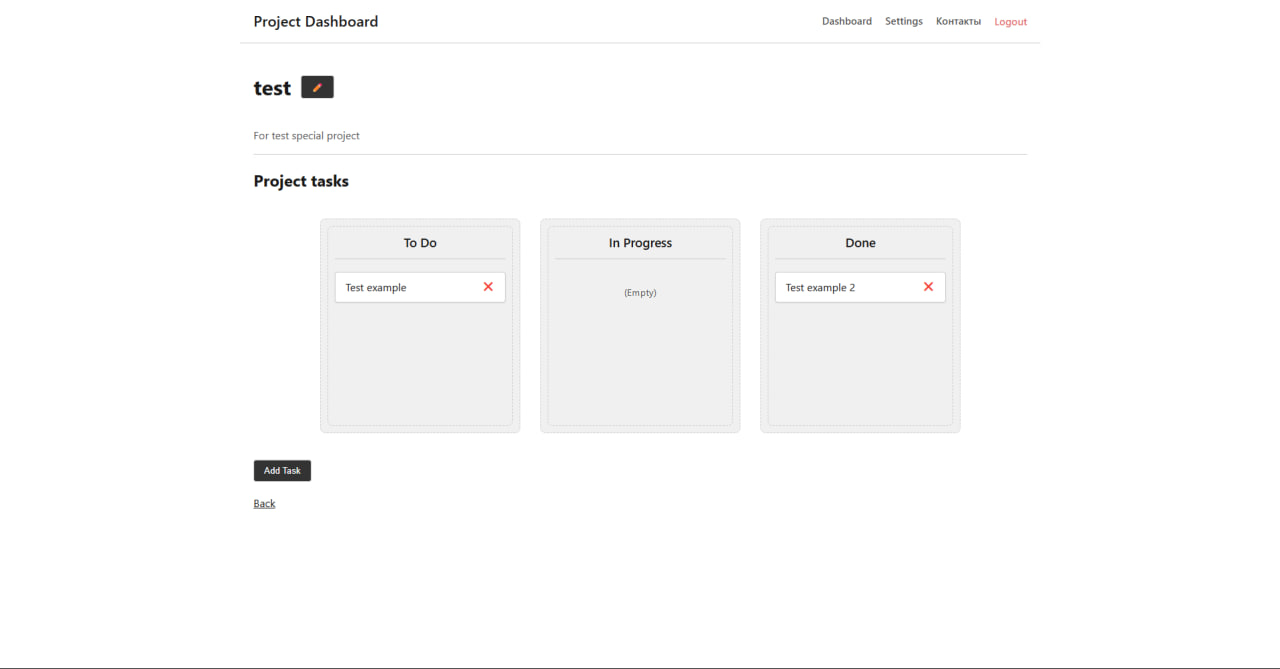 Project Dashboard
Dashboard Settings Контакты Logout
test
For test special project
Project tasks
To Do
Test example
In Progress
(Empty)
Done
Test example 2
Add Task
Back